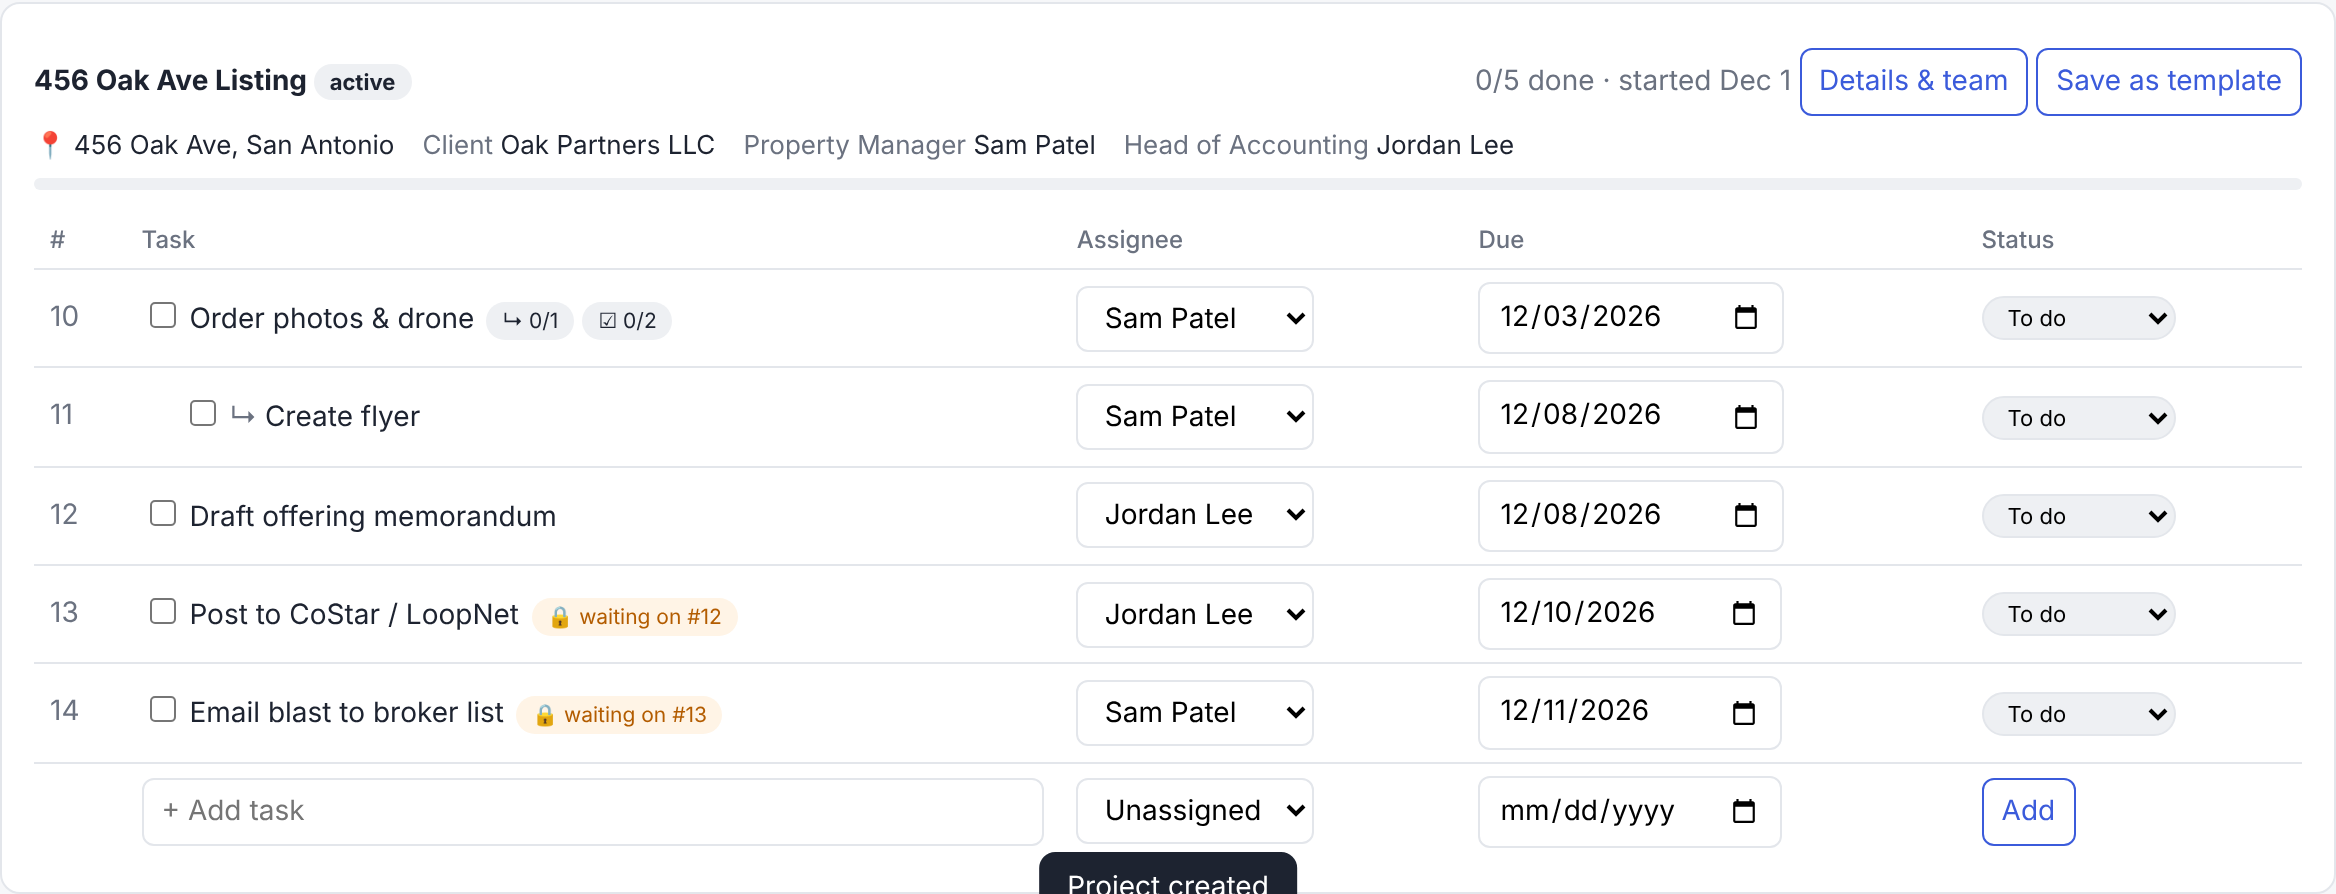 456 Oak Ave Listing active 0/5 done · started Dec 1 Details & team Save as template
📍 456 Oak Ave, San Antonio Client Oak Partners LLC Property Manager Sam Patel Head of Accounting Jordan Lee
# Task Assignee Due Status
10 Order photos & drone ↳ 0/1 ☑ 0/2 Sam Patel 12/03/2026 To do
11 ↳ Create flyer Sam Patel 12/08/2026 To do
12 Draft offering memorandum Jordan Lee 12/08/2026 To do
13 Post to CoStar / LoopNet 🔒 waiting on #12 Jordan Lee 12/10/2026 To do
14 Email blast to broker list 🔒 waiting on #13 Sam Patel 12/11/2026 To do
+ Add task Unassigned mm/dd/yyyy Add
Project created